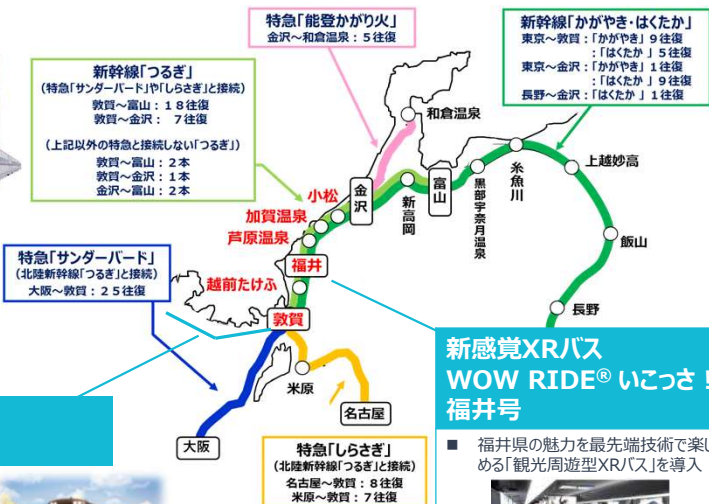 特急「能登かがり火」
金沢～和倉温泉：５往復
新幹線「かがやき・はくたか」
東京～敦賀：「かがやき」９往復
：「はくたか 」５往復
東京～金沢：「かがやき」１往復
：「はくたか 」９往復
長野～金沢：「はくたか 」１往復
新幹線「つるぎ」
(特急「サンダーバード」や「しらさぎ」と接続)
敦賀～富山：１８往復
敦賀～金沢： ７往復
(上記以外の特急と接続しない「つるぎ」)
敦賀～富山：２本
敦賀～金沢：１本
金沢～富山：２本
和倉温泉
糸魚川
上越妙高
富山
黒部宇奈月温泉
新高岡
金沢
小松
加賀温泉
芦原温泉
飯山
長野
福井
越前たけふ
敦賀
特急「サンダーバード」
(北陸新幹線「つるぎ」と接続)
大阪～敦賀：２５往復
米原
名古屋
大阪
特急「しらさぎ」
(北陸新幹線「つるぎ」と接続)
名古屋～敦賀：８往復
米原～敦賀：７往復
新感覚XRバス
WOW RIDE® いこっさ！
福井号
■ 福井県の魅力を最先端技術で楽し
める「観光周遊型XRバス」を導入